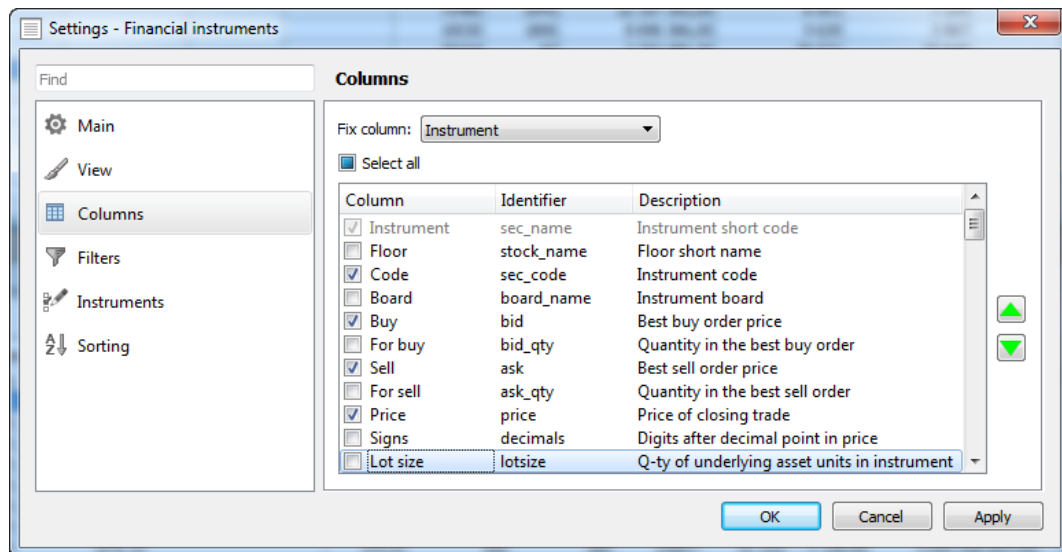 Settings - Financial instruments
Find
Main
View
Columns
Filters
Instruments
Sorting
Columns
Fix column: Instrument
Select all
Column Identifier Description
Instrument sec_name Instrument short code
Floor stock_name Floor short name
Code sec_code Instrument code
Board board_name Instrument board
Buy bid Best buy order price
For buy bid_qty Quantity in the best buy order
Sell ask Best sell order price
For sell ask_qty Quantity in the best sell order
Price price Price of closing trade
Signs decimals Digits after decimal point in price
Lot size lotsize Q-ty of underlying asset units in instrument
OK Cancel Apply